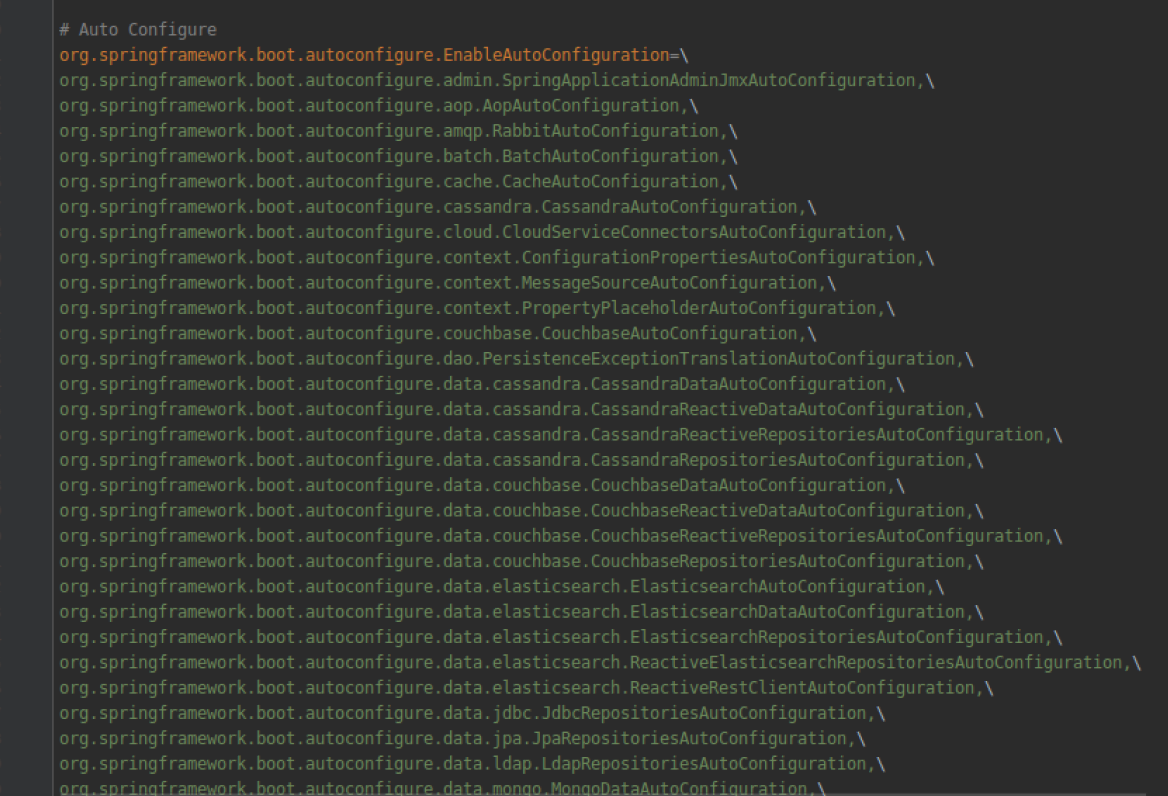 # Auto Configure
org.springframework.boot.autoconfigure.EnableAutoConfiguration=\
org.springframework.boot.autoconfigure.admin.SpringApplicationAdminJmxAutoConfiguration,\
org.springframework.boot.autoconfigure.aop.AopAutoConfiguration,\
org.springframework.boot.autoconfigure.amqp.RabbitAutoConfiguration,\
org.springframework.boot.autoconfigure.batch.BatchAutoConfiguration,\
org.springframework.boot.autoconfigure.cache.CacheAutoConfiguration,\
org.springframework.boot.autoconfigure.cassandra.CassandraAutoConfiguration,\
org.springframework.boot.autoconfigure.cloud.CloudServiceConnectorsAutoConfiguration,\
org.springframework.boot.autoconfigure.context.ConfigurationPropertiesAutoConfiguration,\
org.springframework.boot.autoconfigure.context.MessageSourceAutoConfiguration,\
org.springframework.boot.autoconfigure.context.PropertyPlaceholderAutoConfiguration,\
org.springframework.boot.autoconfigure.couchbase.CouchbaseAutoConfiguration,\
org.springframework.boot.autoconfigure.dao.PersistenceExceptionTranslationAutoConfiguration,\
org.springframework.boot.autoconfigure.data.cassandra.CassandraDataAutoConfiguration,\
org.springframework.boot.autoconfigure.data.cassandra.CassandraReactiveDataAutoConfiguration,\
org.springframework.boot.autoconfigure.data.cassandra.CassandraReactiveRepositoriesAutoConfiguration,\
org.springframework.boot.autoconfigure.data.cassandra.CassandraRepositoriesAutoConfiguration,\
org.springframework.boot.autoconfigure.data.couchbase.CouchbaseDataAutoConfiguration,\
org.springframework.boot.autoconfigure.data.couchbase.CouchbaseReactiveDataAutoConfiguration,\
org.springframework.boot.autoconfigure.data.couchbase.CouchbaseReactiveRepositoriesAutoConfiguration,\
org.springframework.boot.autoconfigure.data.couchbase.CouchbaseRepositoriesAutoConfiguration,\
org.springframework.boot.autoconfigure.data.elasticsearch.ElasticsearchAutoConfiguration,\
org.springframework.boot.autoconfigure.data.elasticsearch.ElasticsearchDataAutoConfiguration,\
org.springframework.boot.autoconfigure.data.elasticsearch.ElasticsearchRepositoriesAutoConfiguration,\
org.springframework.boot.autoconfigure.data.elasticsearch.ReactiveElasticsearchRepositoriesAutoConfiguration,\
org.springframework.boot.autoconfigure.data.elasticsearch.ReactiveRestClientAutoConfiguration,\
org.springframework.boot.autoconfigure.data.jdbc.JdbcRepositoriesAutoConfiguration,\
org.springframework.boot.autoconfigure.data.jpa.JpaRepositoriesAutoConfiguration,\
org.springframework.boot.autoconfigure.data.ldap.LdapRepositoriesAutoConfiguration,\
org.springframework.boot.autoconfigure.data.mongo.MongoDataAutoConfiguration,\